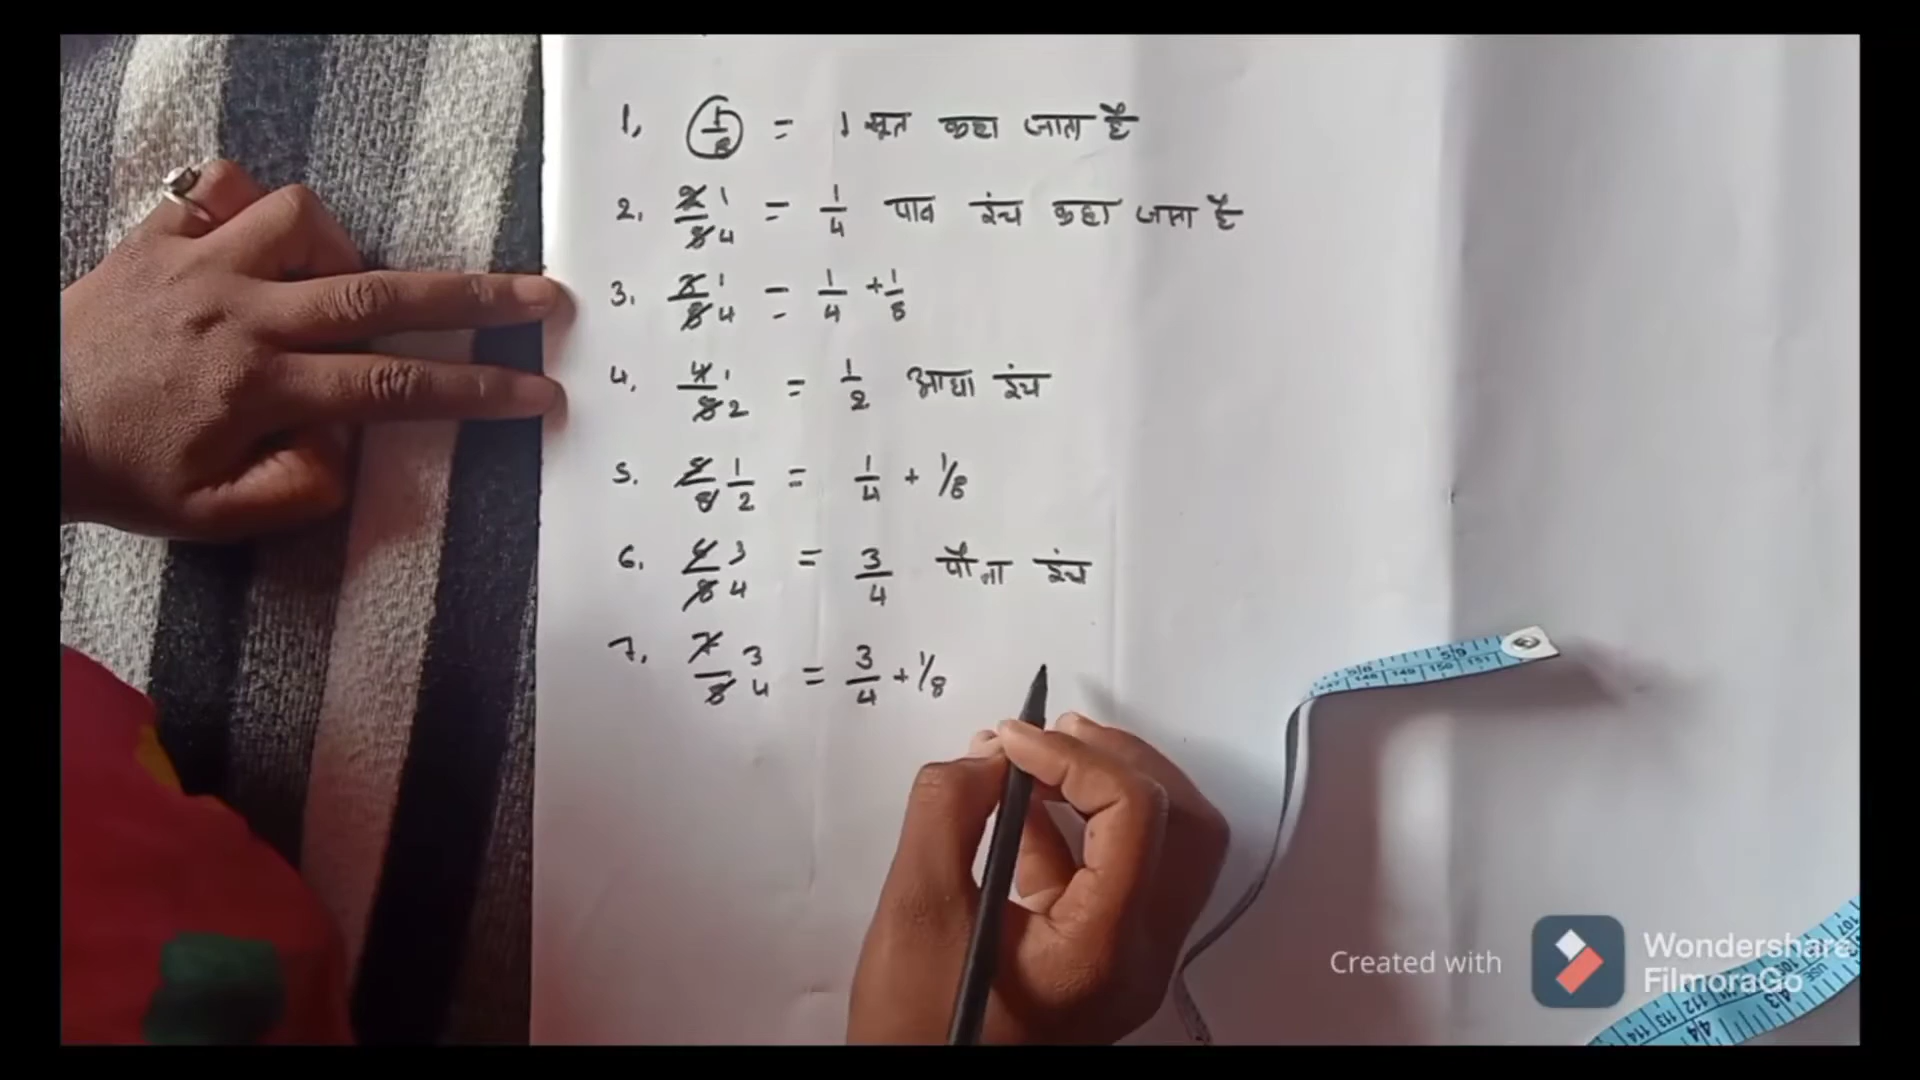 1. 1/8 = 1 सूत कहा जाता है
2. 2/8 1/4 = 1/4 पाव इंच कहा जाता है
3. 3/8 1/4 = 1/4 + 1/8
4. 4/8 1/2 = 1/2 आधा इंच
5. 5/8 1/2 = 1/4 + 1/8
6. 6/8 3/4 = 3/4 पौना इंच
7. 7/8 3/4 = 3/4 + 1/8
Created with
Wondershare
FilmoraGo